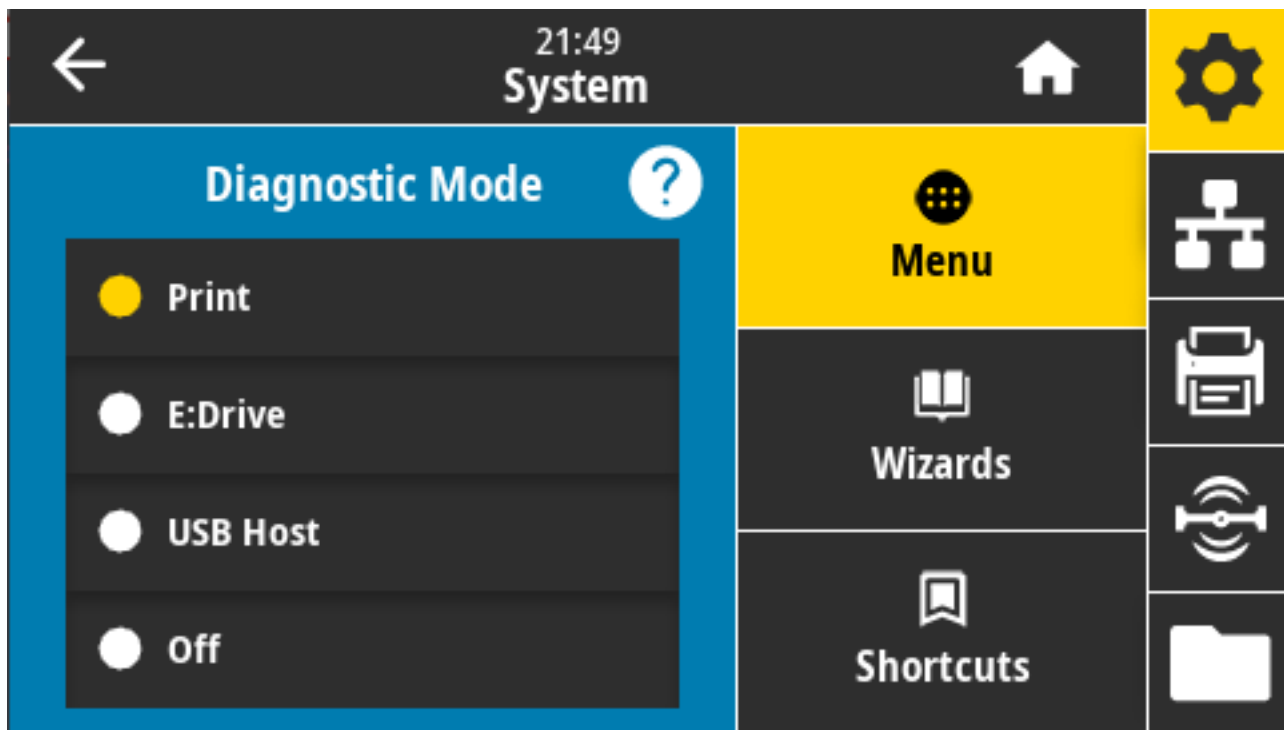 21:49
System
Diagnostic Mode
?
Print
E:Drive
USB Host
Off
Menu
Wizards
Shortcuts